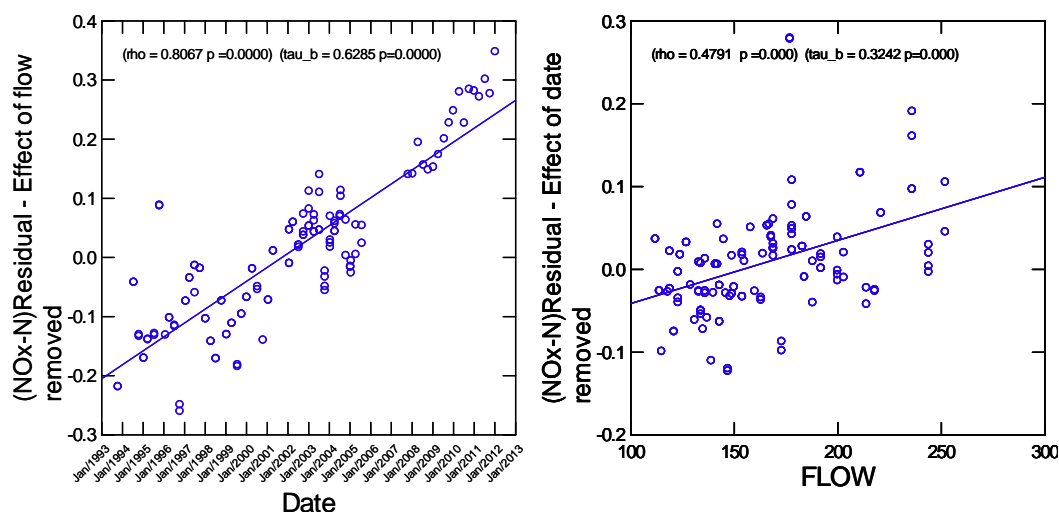 (NOx-N)Residual - Effect of flow
removed
0.4
0.3
0.2
0.1
0.0
-0.1
-0.2
-0.3
(rho = 0.8067 p =0.0000) (tau_b = 0.6285 p=0.0000)
Jan/1993
Jan/1994
Jan/1995
Jan/1996
Jan/1997
Jan/1998
Jan/1999
Jan/2000
Jan/2001
Jan/2002
Jan/2003
Jan/2004
Jan/2005
Jan/2006
Jan/2007
Jan/2008
Jan/2009
Jan/2010
Jan/2011
Jan/2012
Jan/2013
Date
(NOx-N)Residual - Effect of date
removed
0.3
0.2
0.1
0.0
-0.1
-0.2
(rho = 0.4791 p =0.000) (tau_b = 0.3242 p=0.000)
100
150
200
250
300
FLOW